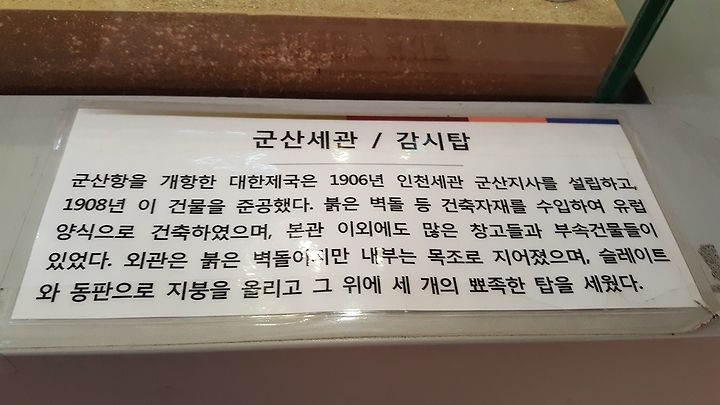 군산세관 / 감시탑
군산항을 개항한 대한제국은 1906년 인천세관 군산지사를 설립하고,
1908년 이 건물을 준공했다. 붉은 벽돌 등 건축자재를 수입하여 유럽
양식으로 건축하였으며, 본관 이외에도 많은 창고들과 부속건물들이
있었다. 외관은 붉은 벽돌이지만 내부는 목조로 지어졌으며, 슬레이트
와 동판으로 지붕을 올리고 그 위에 세 개의 뾰족한 탑을 세웠다.